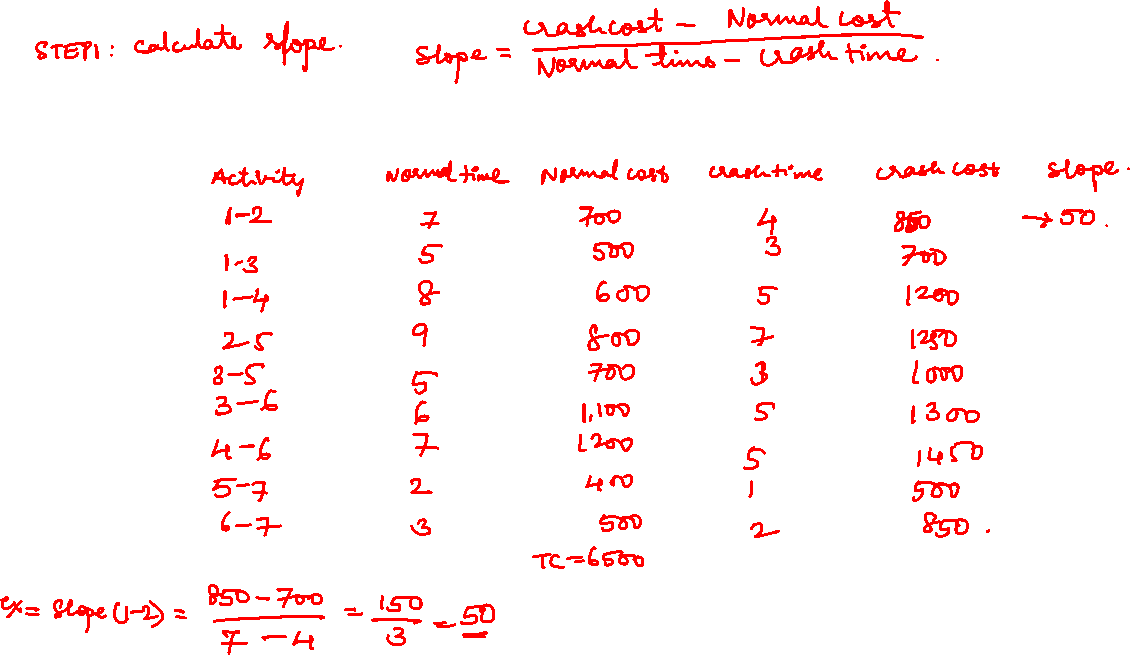 STEP1: Calculate slope. Slope = Crash cost - Normal cost / Normal time - Crash time.
Activity Normal time Normal cost crash time crash cost slope.
1-2 7 700 4 850 → 50.
1-3 5 500 3 700
1-4 8 600 5 1200
2-5 9 800 7 1250
3-5 5 700 3 1000
3-6 6 1,100 5 1300
4-6 7 1200 5 1450
5-7 2 400 1 500
6-7 3 500 2 850.
TC=6500
ex= Slope (1-2) = 850-700 / 7-4 = 150 / 3 = 50